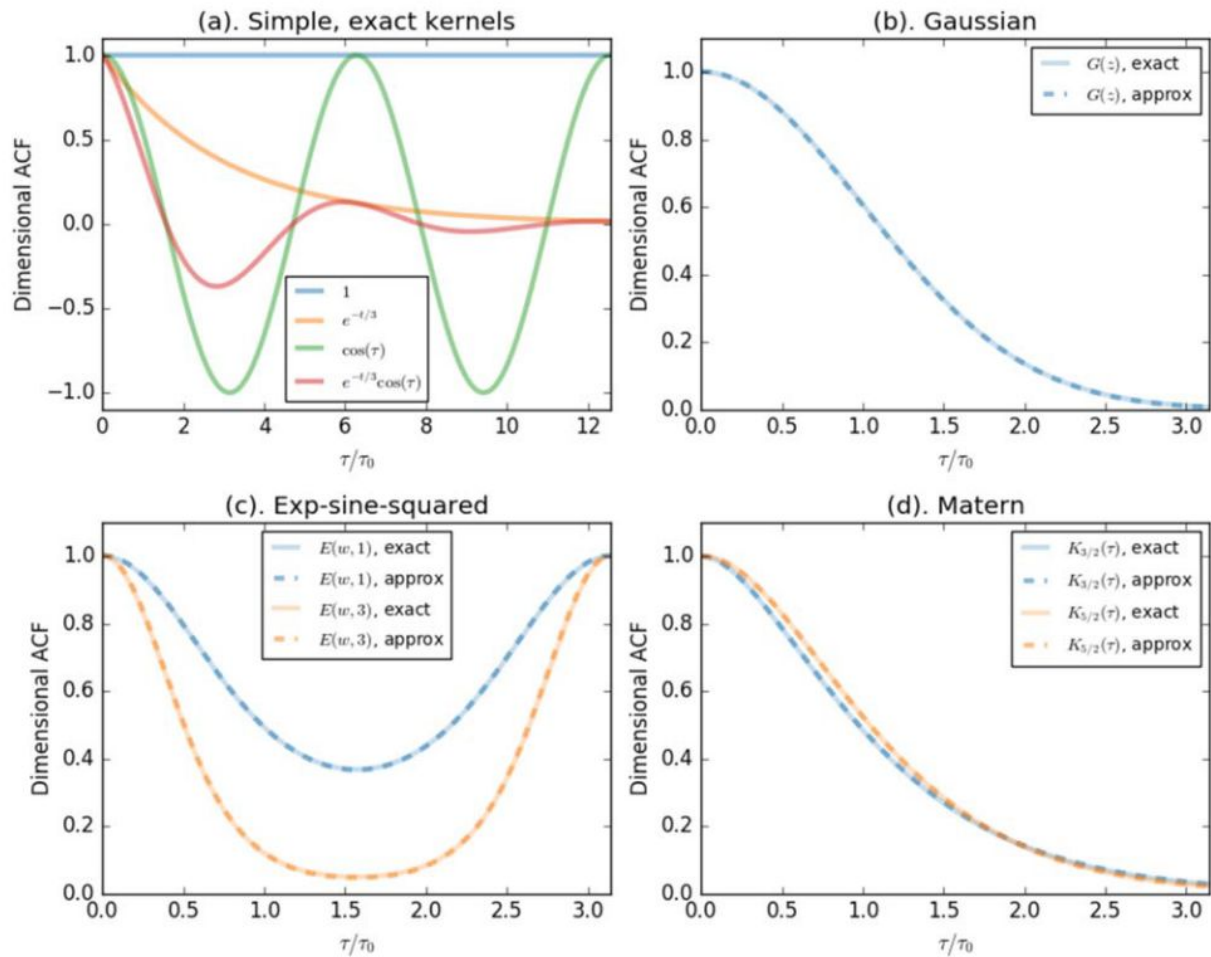 (a). Simple, exact kernels
1.0
0.5
0.0
−0.5
−1.0
Dimensional ACF
0 2 4 6 8 10 12
τ/τ₀
1
e^{−t/3}
cos(τ)
e^{−t/3}cos(τ)
(b). Gaussian
1.0
0.8
0.6
0.4
0.2
0.0
Dimensional ACF
0.0 0.5 1.0 1.5 2.0 2.5 3.0
τ/τ₀
G(z), exact
G(z), approx
(c). Exp-sine-squared
1.0
0.8
0.6
0.4
0.2
0.0
Dimensional ACF
0.0 0.5 1.0 1.5 2.0 2.5 3.0
τ/τ₀
E(w, 1), exact
E(w, 1), approx
E(w, 3), exact
E(w, 3), approx
(d). Matern
1.0
0.8
0.6
0.4
0.2
0.0
Dimensional ACF
0.0 0.5 1.0 1.5 2.0 2.5 3.0
τ/τ₀
K_{3/2}(τ), exact
K_{3/2}(τ), approx
K_{5/2}(τ), exact
K_{5/2}(τ), approx